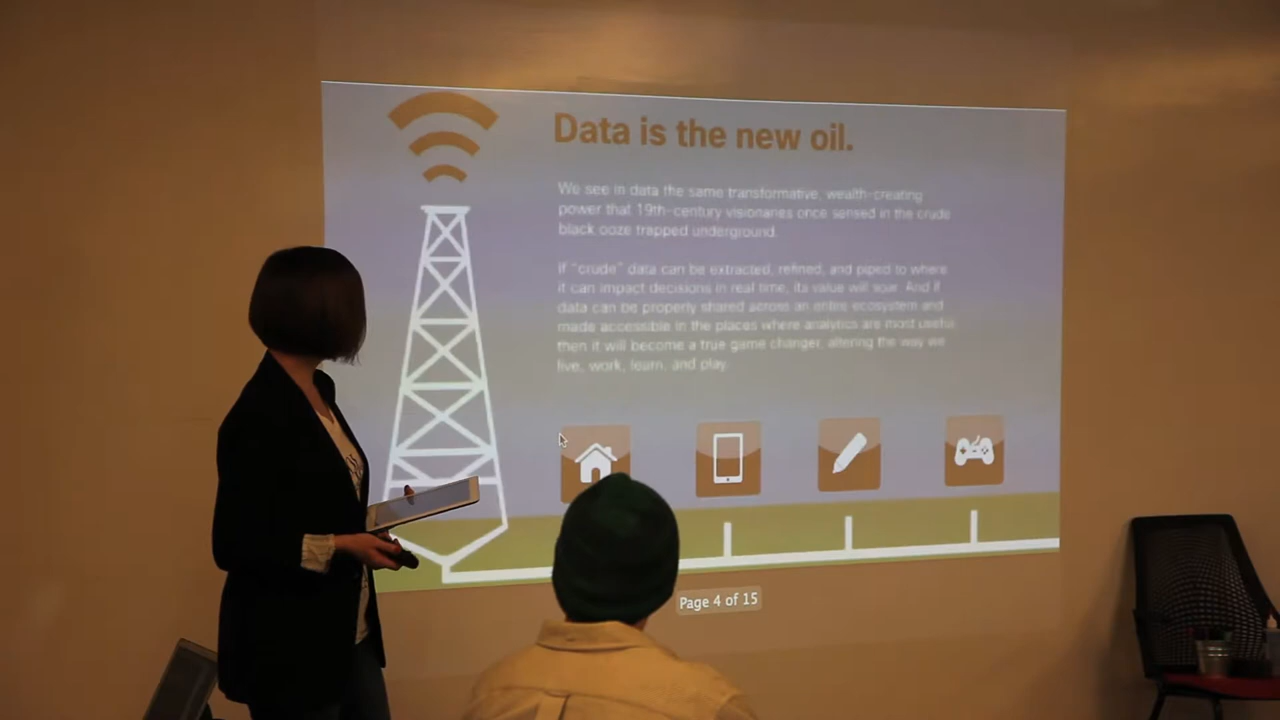 Data is the new oil.
We see in data the same transformative, wealth-creating
power that 19th-century visionaries once sensed in the crude
black ooze trapped underground.
If "crude" data can be extracted, refined, and piped to where
it can impact decisions in real time, its value will soar. And if
data can be properly shared across an entire ecosystem and
made accessible in the places where analytics are most useful,
then it will become a true game changer, altering the way we
live, work, learn, and play.
Page 4 of 15